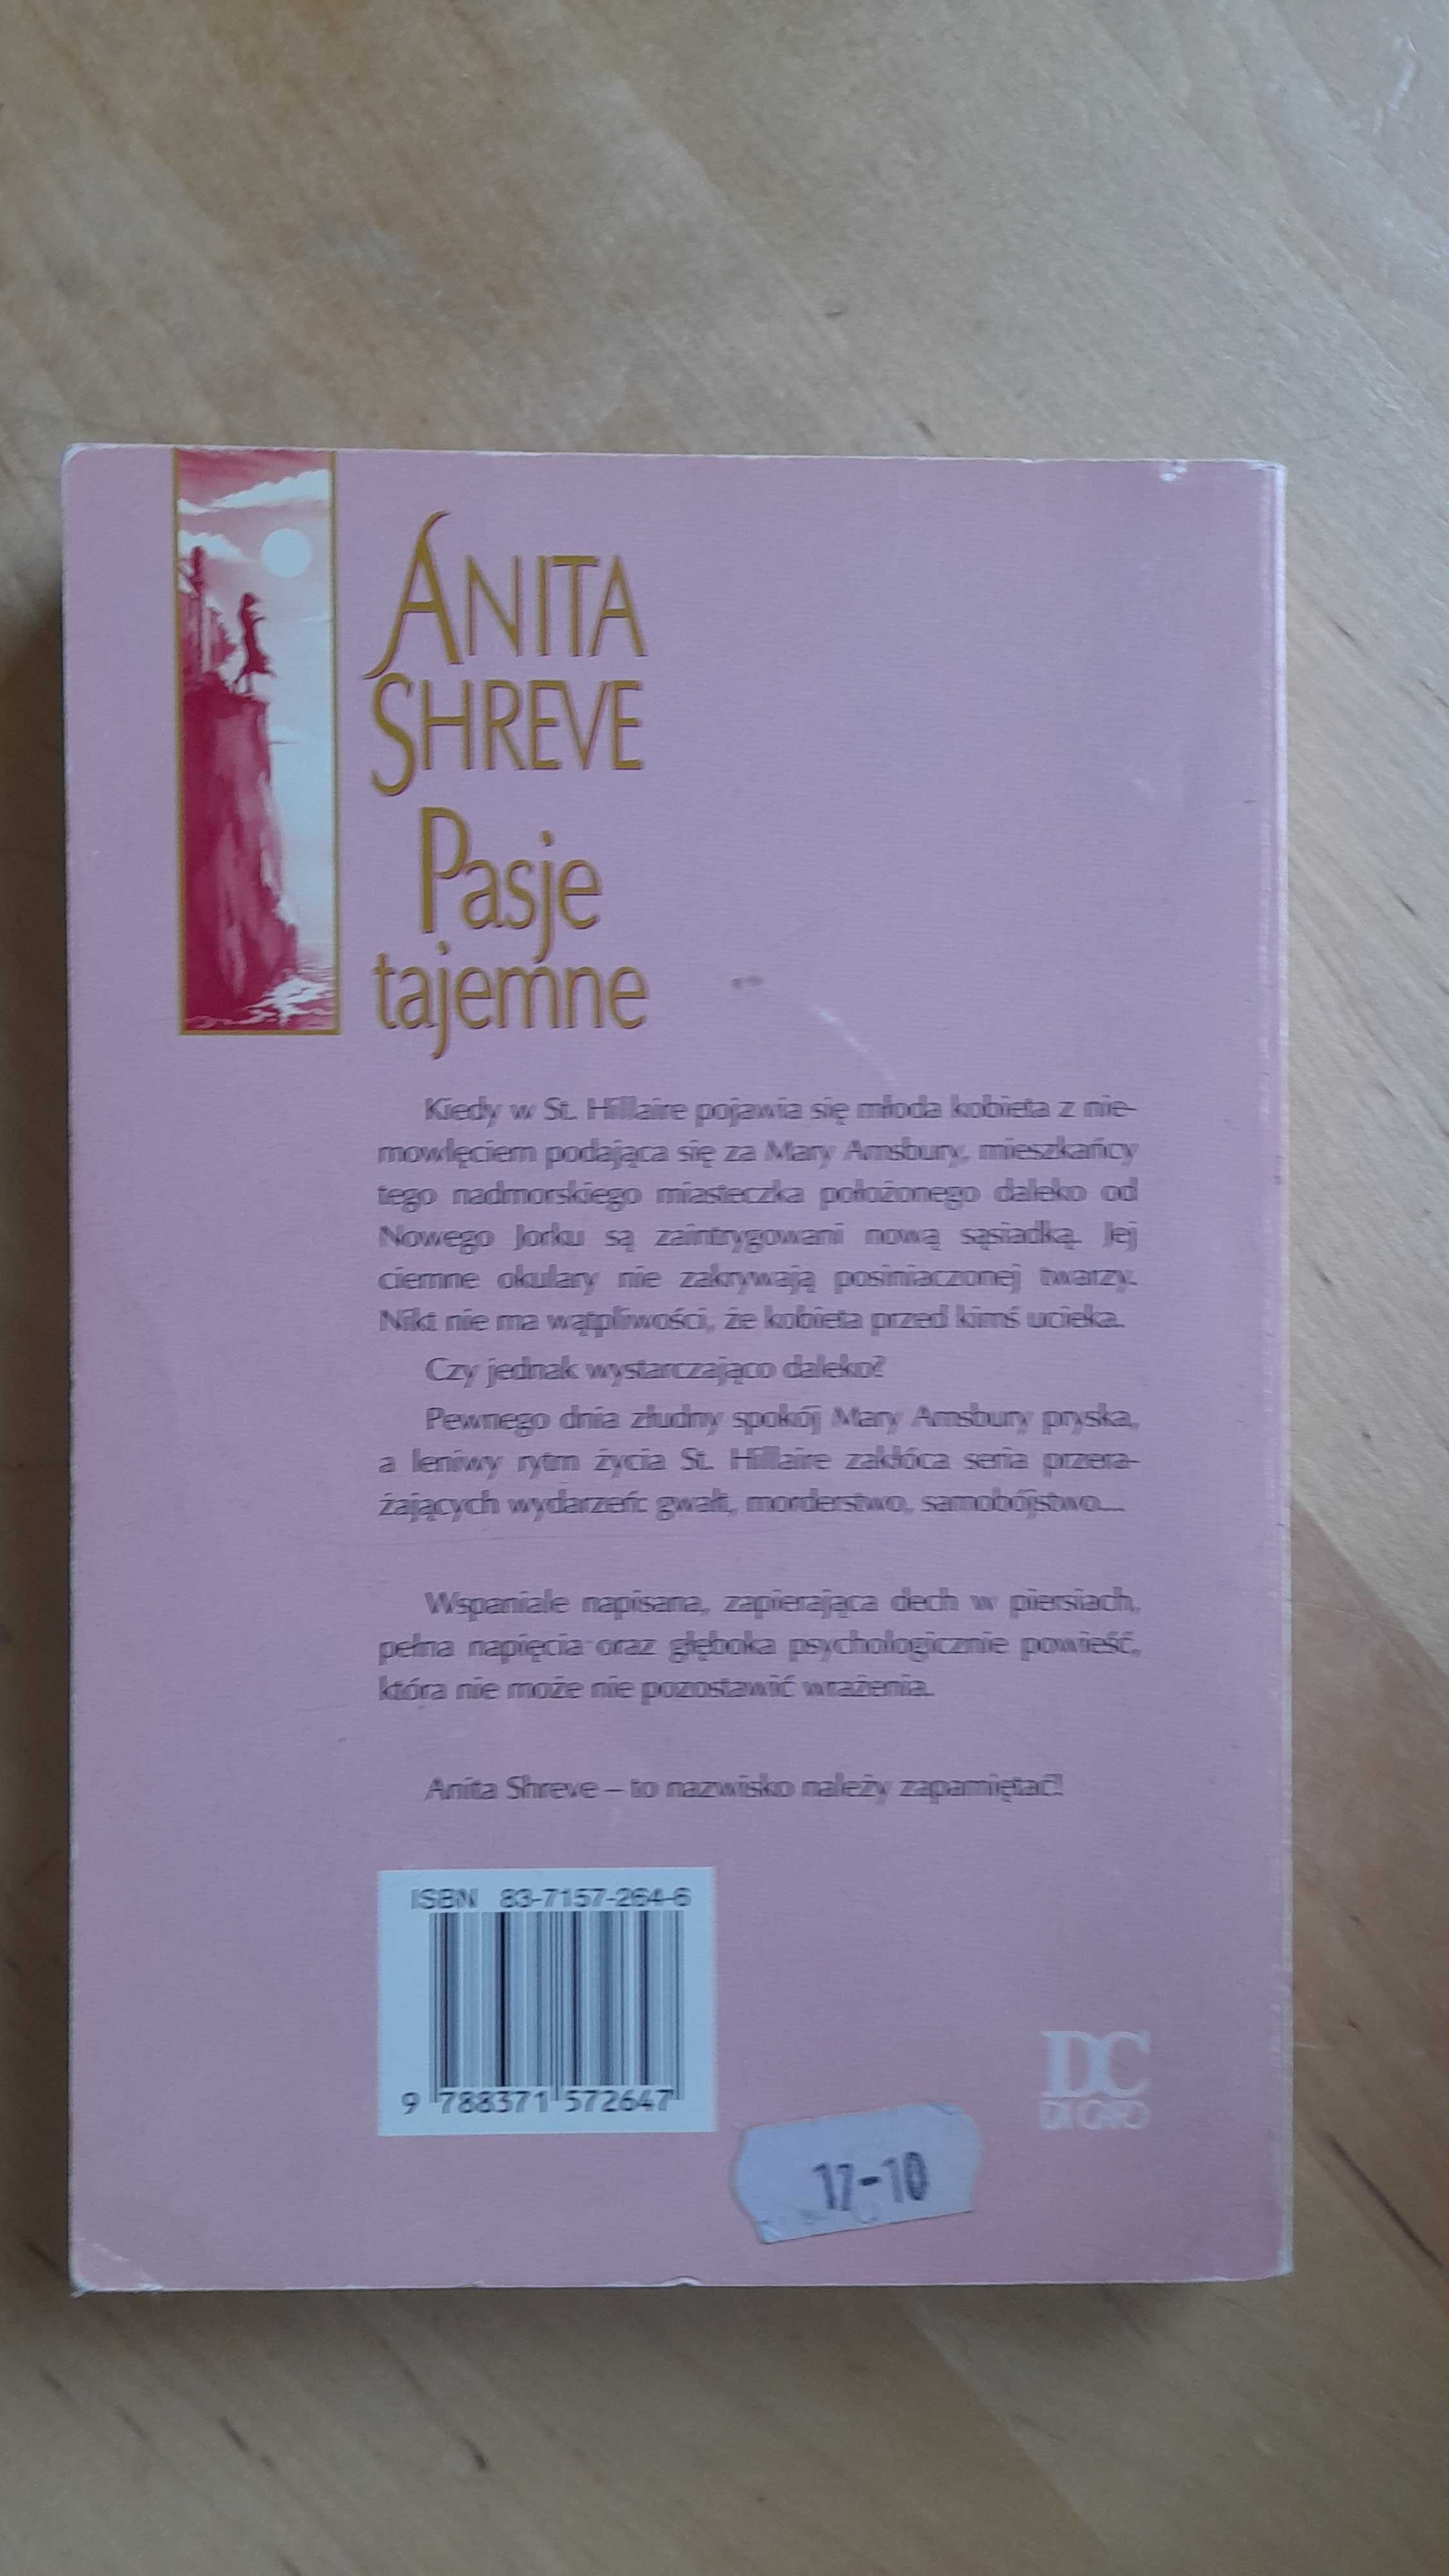 ANITA
SHREVE
Pasje
tajemne
Kiedy w St. Hillaire pojawia się młoda kobieta z nie-
mowlęciem podająca się za Mary Amsbury, mieszkańcy
tego nadmorskiego miasteczka położonego daleko od
Nowego Jorku są zaintrygowani nową sąsiadką. Jej
ciemne okulary nie zakrywają posiniaczonej twarzy.
Nikt nie ma wątpliwości, że kobieta przed kimś ucieka.
Czy jednak wystarczająco daleko?
Pewnego dnia złudny spokój Mary Amsbury pryska,
a leniwy rytm życia St. Hillaire zakłóca seria przera-
żających wydarzeń: gwałt, morderstwo, samobójstwo...
Wspaniale napisana, zapierająca dech w piersiach,
pełna napięcia oraz głęboka psychologicznie powieść,
która nie może nie pozostawić wrażenia.
Anita Shreve – to nazwisko należy zapamiętać!
ISBN 83-7157-264-6
9 788371 572647
DC
DA CAPO
17-10